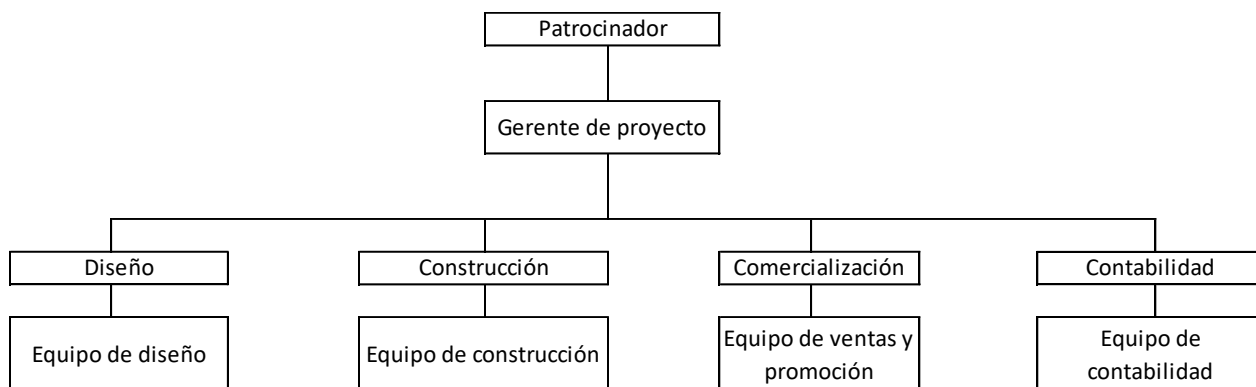 Patrocinador
Gerente de proyecto
Diseño
Construcción
Comercialización
Contabilidad
Equipo de diseño
Equipo de construcción
Equipo de ventas y
promoción
Equipo de
contabilidad